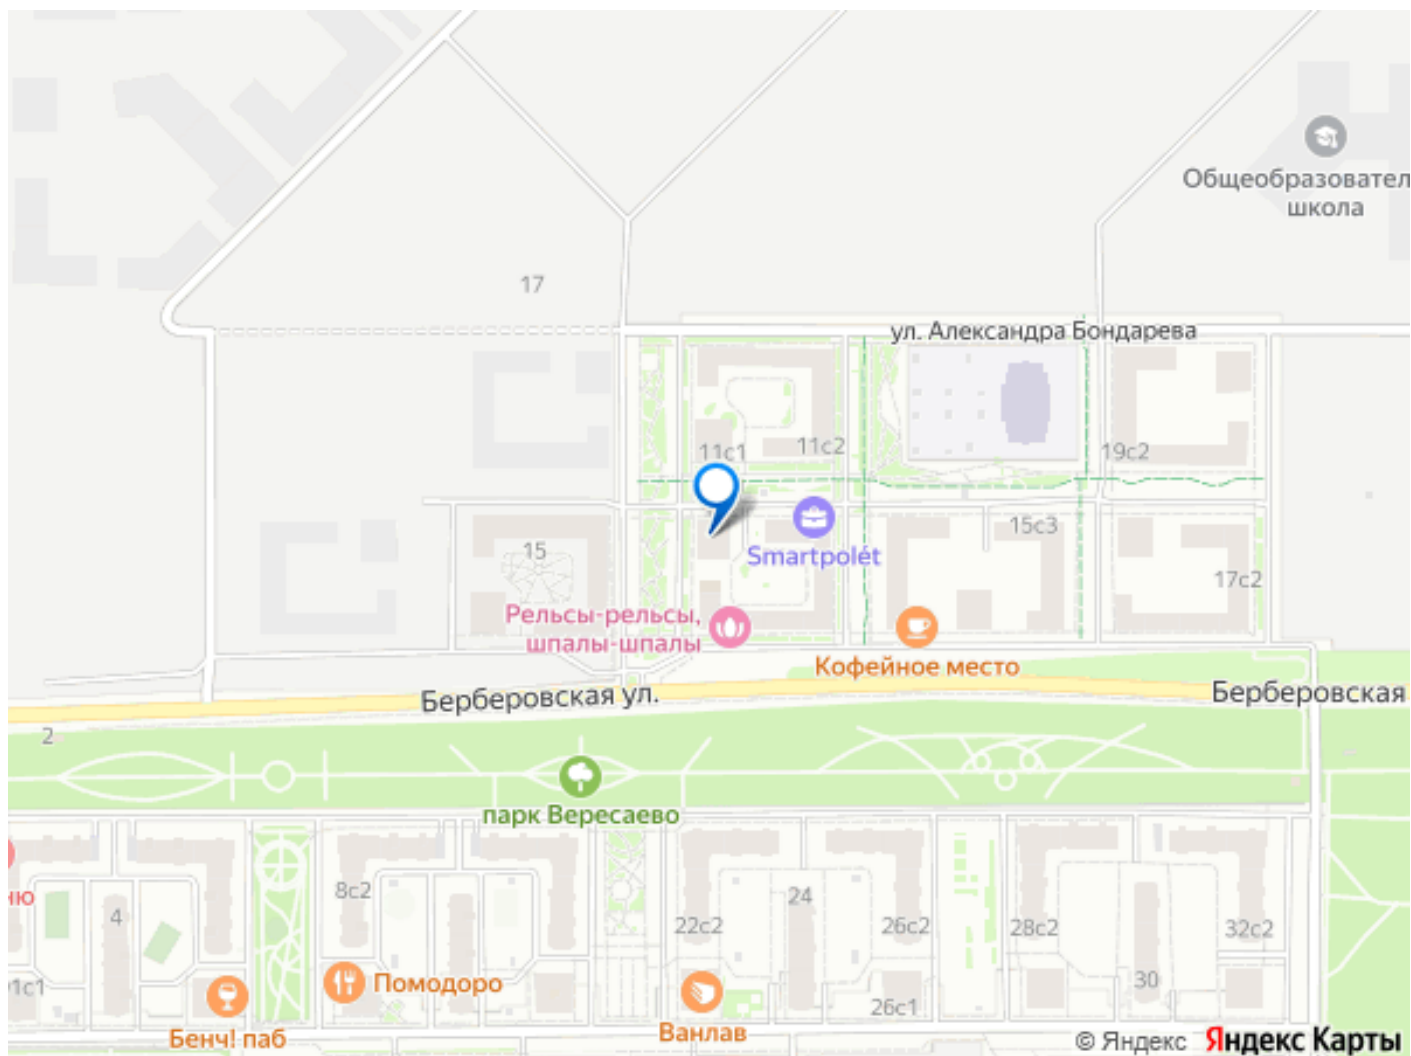 Общеобразовател
школа
17
ул. Александра Бондарева
11с1
11с2
19с2
15
Smartpolét
15с3
17с2
Рельсы-рельсы,
шпалы-шпалы
Кофейное место
Берберовская ул.
Берберовская
2
парк Вересаево
ню
4
8с2
22с2
24
26с2
28с2
32с2
91с1
Помодоро
26с1
30
Бенч! паб
Ванлав
© Яндекс Яндекс Карты